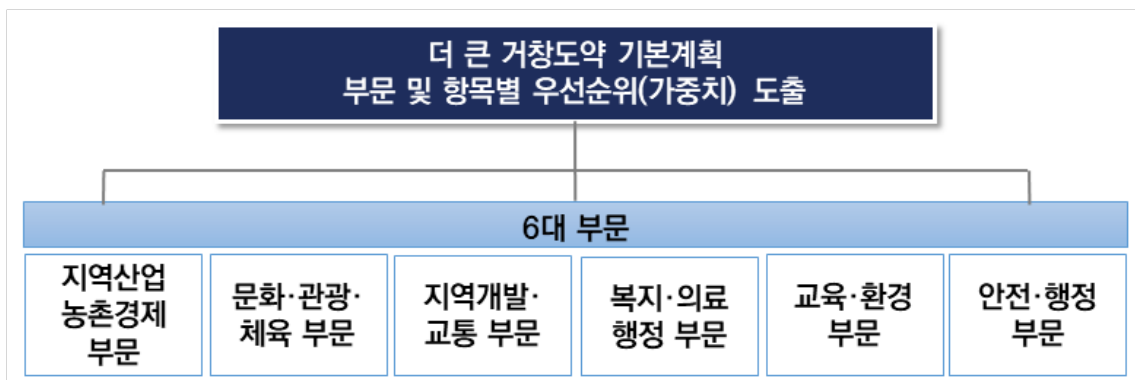 더 큰 거창도약 기본계획
부문 및 항목별 우선순위(가중치) 도출
6대 부문
지역산업
농촌경제
부문
문화·관광·
체육 부문
지역개발·
교통 부문
복지·의료
행정 부문
교육·환경
부문
안전·행정
부문